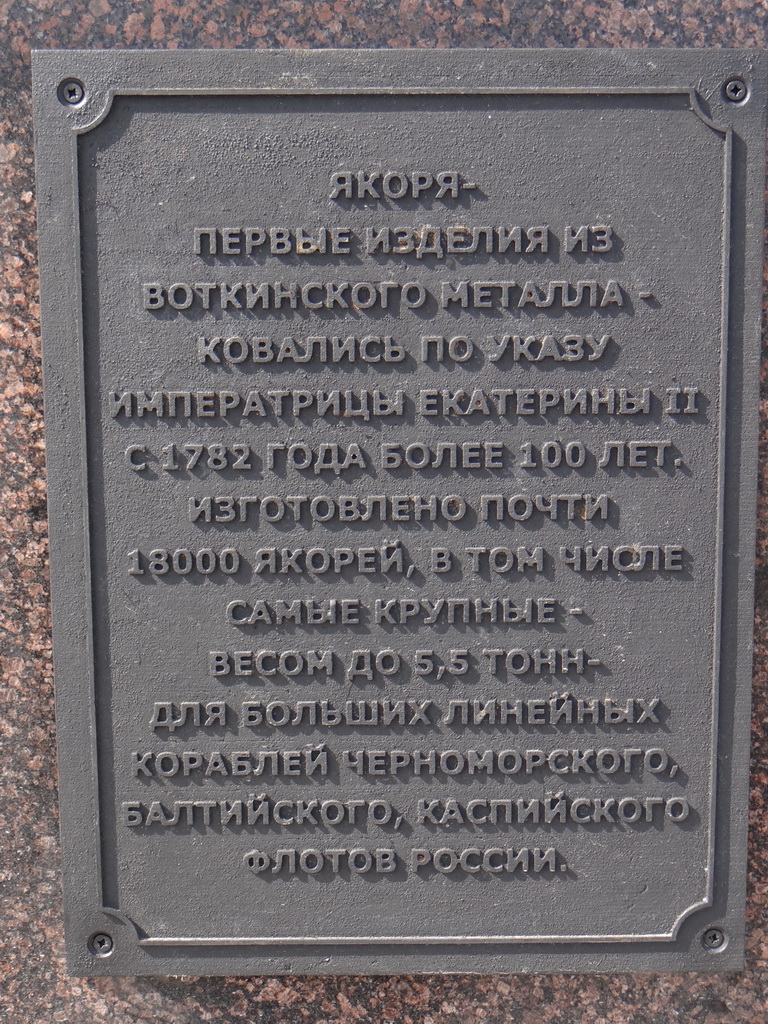 ЯКОРЯ-
ПЕРВЫЕ ИЗДЕЛИЯ ИЗ
ВОТКИНСКОГО МЕТАЛЛА -
КОВАЛИСЬ ПО УКАЗУ
ИМПЕРАТРИЦЫ ЕКАТЕРИНЫ II
С 1782 ГОДА БОЛЕЕ 100 ЛЕТ.
ИЗГОТОВЛЕНО ПОЧТИ
18000 ЯКОРЕЙ, В ТОМ ЧИСЛЕ
САМЫЕ КРУПНЫЕ -
ВЕСОМ ДО 5,5 ТОНН-
ДЛЯ БОЛЬШИХ ЛИНЕЙНЫХ
КОРАБЛЕЙ ЧЕРНОМОРСКОГО,
БАЛТИЙСКОГО, КАСПИЙСКОГО
ФЛОТОВ РОССИИ.